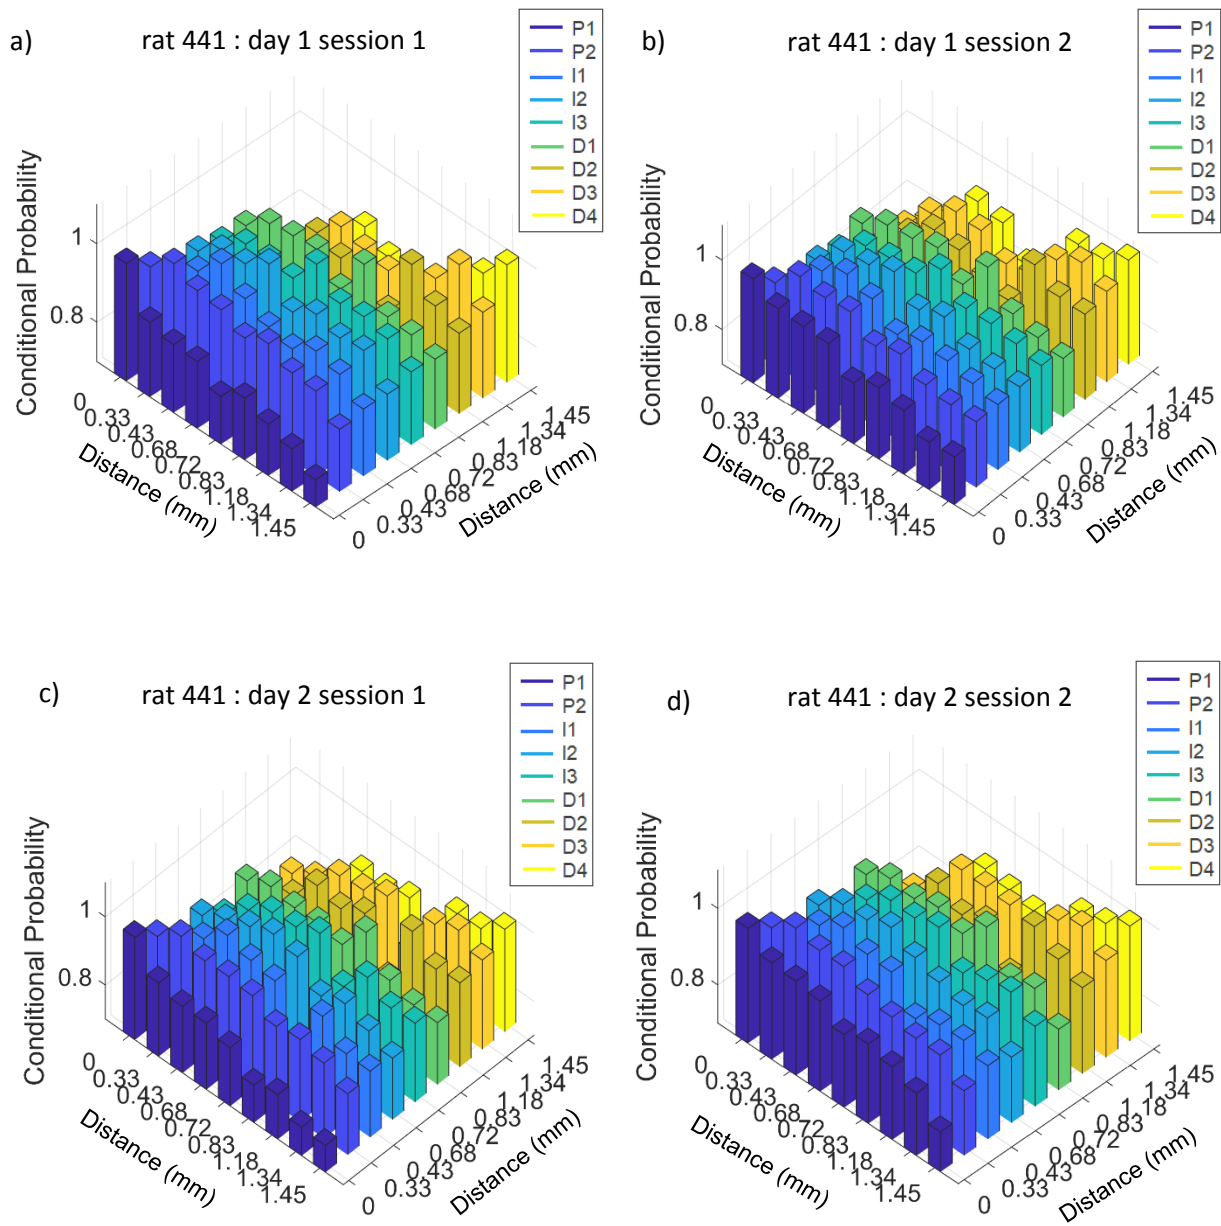 a)
rat 441 : day 1 session 1
P1
P2
I1
I2
I3
D1
D2
D3
D4
Conditional Probability
1
0.8
0
0.33
0.43
0.68
0.72
0.83
1.18
1.34
1.45
Distance (mm)
0
0.33
0.43
0.68
0.72
0.83
1.18
1.34
1.45
Distance (mm)
b)
rat 441 : day 1 session 2
P1
P2
I1
I2
I3
D1
D2
D3
D4
Conditional Probability
1
0.8
0
0.33
0.43
0.68
0.72
0.83
1.18
1.34
1.45
Distance (mm)
0
0.33
0.43
0.68
0.72
0.83
1.18
1.34
1.45
Distance (mm)
c)
rat 441 : day 2 session 1
P1
P2
I1
I2
I3
D1
D2
D3
D4
Conditional Probability
1
0.8
0
0.33
0.43
0.68
0.72
0.83
1.18
1.34
1.45
Distance (mm)
0
0.33
0.43
0.68
0.72
0.83
1.18
1.34
1.45
Distance (mm)
d)
rat 441 : day 2 session 2
P1
P2
I1
I2
I3
D1
D2
D3
D4
Conditional Probability
1
0.8
0
0.33
0.43
0.68
0.72
0.83
1.18
1.34
1.45
Distance (mm)
0
0.33
0.43
0.68
0.72
0.83
1.18
1.34
1.45
Distance (mm)